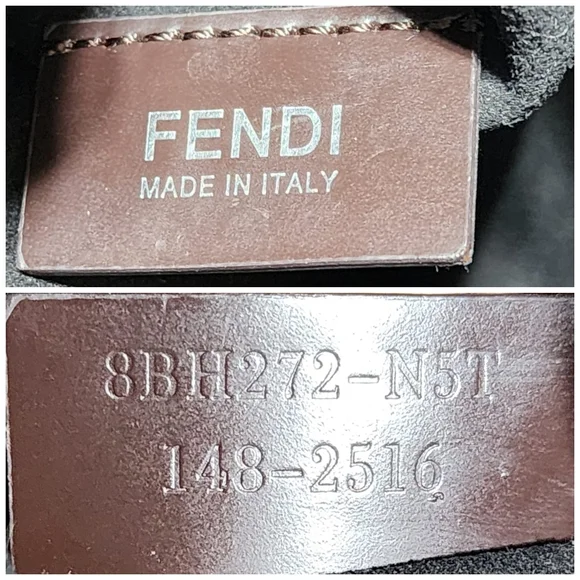 FENDI
MADE IN ITALY
8BH272-N5T
148-2516